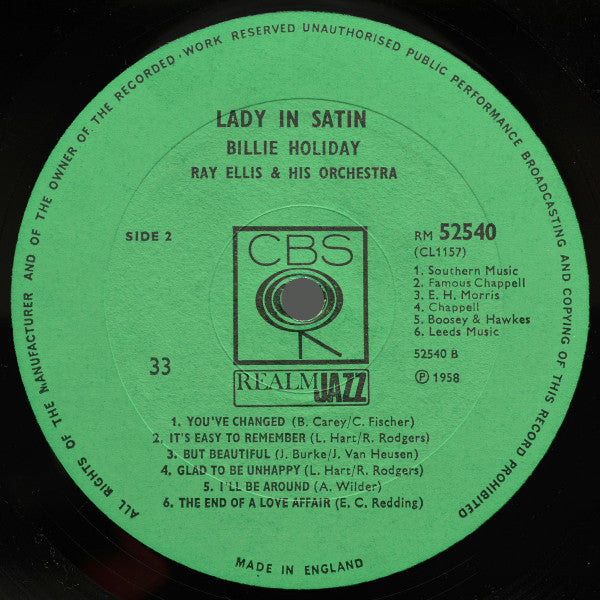 ALL RIGHTS OF THE MANUFACTURER AND OF THE OWNER OF THE RECORDED WORK RESERVED UNAUTHORISED PUBLIC PERFORMANCE BROADCASTING AND COPYING OF THIS RECORD PROHIBITED
LADY IN SATIN
BILLIE HOLIDAY
RAY ELLIS & HIS ORCHESTRA
SIDE 2
CBS
RM 52540
(CL1157)
1. Southern Music
2. Famous Chappell
3. E. H. Morris
4. Chappell
5. Boosey & Hawkes
6. Leeds Music
52540 B
33
Ⓟ 1958
REALM JAZZ
1. YOU'VE CHANGED (B. Carey/C. Fischer)
2. IT'S EASY TO REMEMBER (L. Hart/R. Rodgers)
3. BUT BEAUTIFUL (J. Burke/J. Van Heusen)
4. GLAD TO BE UNHAPPY (L. Hart/R. Rodgers)
5. I'LL BE AROUND (A. Wilder)
6. THE END OF A LOVE AFFAIR (E. C. Redding)
MADE IN ENGLAND